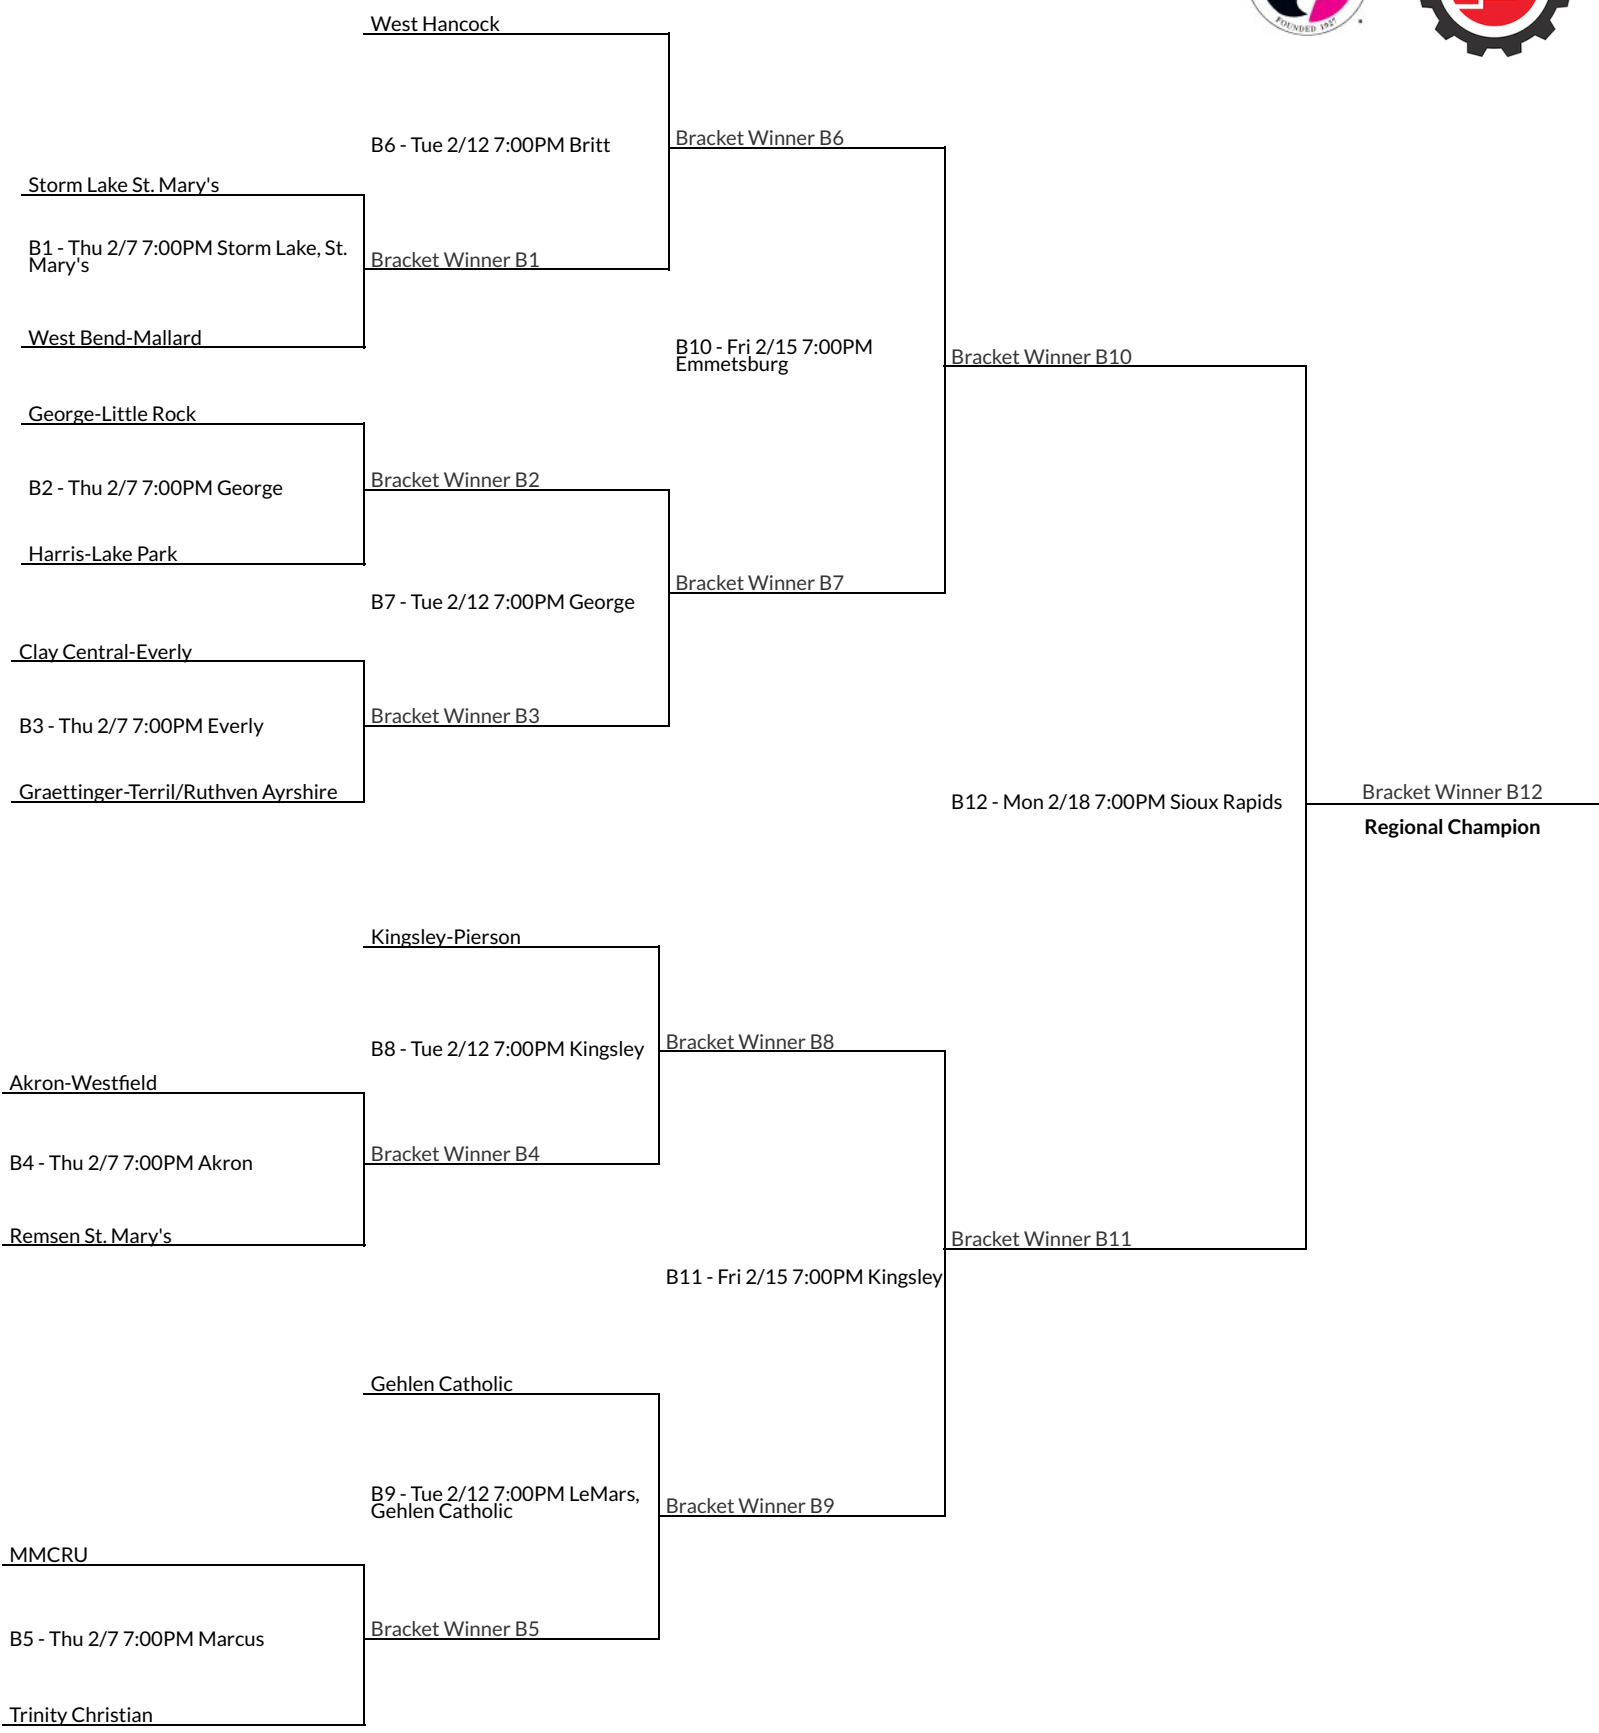 FOUNDED 1927
West Hancock
B6 - Tue 2/12 7:00PM Britt
Bracket Winner B6
Storm Lake St. Mary's
B1 - Thu 2/7 7:00PM Storm Lake, St.
Mary's
Bracket Winner B1
West Bend-Mallard
B10 - Fri 2/15 7:00PM
Emmetsburg
Bracket Winner B10
George-Little Rock
B2 - Thu 2/7 7:00PM George
Bracket Winner B2
Harris-Lake Park
B7 - Tue 2/12 7:00PM George
Bracket Winner B7
Clay Central-Everly
B3 - Thu 2/7 7:00PM Everly
Bracket Winner B3
Graettinger-Terril/Ruthven Ayrshire
B12 - Mon 2/18 7:00PM Sioux Rapids
Bracket Winner B12
Regional Champion
Kingsley-Pierson
B8 - Tue 2/12 7:00PM Kingsley
Bracket Winner B8
Akron-Westfield
B4 - Thu 2/7 7:00PM Akron
Bracket Winner B4
Remsen St. Mary's
B11 - Fri 2/15 7:00PM Kingsley
Bracket Winner B11
Gehlen Catholic
B9 - Tue 2/12 7:00PM LeMars,
Gehlen Catholic
Bracket Winner B9
MMCRU
B5 - Thu 2/7 7:00PM Marcus
Bracket Winner B5
Trinity Christian